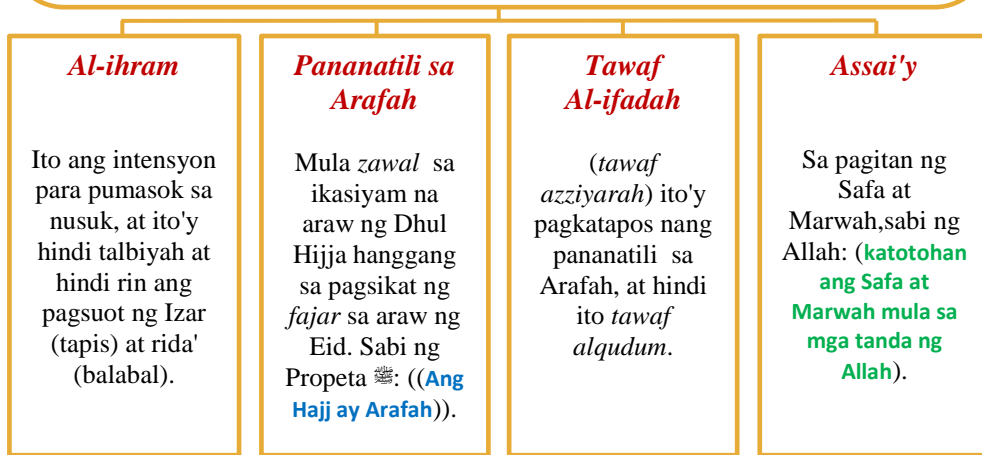 Al-ihram
Ito ang intensyon
para pumasok sa
nusuk, at ito'y
hindi talbiyah at
hindi rin ang
pagsuot ng Izar
(tapis) at rida'
(balabal).
Pananatili sa
Arafah
Mula zawal sa
ikasiyam na
araw ng Dhul
Hijja hanggang
sa pagsikat ng
fajar sa araw ng
Eid. Sabi ng
Propeta ﷺ: ((Ang
Hajj ay Arafah)).
Tawaf
Al-ifadah
(tawaf
azziyarah) ito'y
pagkatapos nang
pananatili sa
Arafah, at hindi
ito tawaf
alqudum.
Assai'y
Sa pagitan ng
Safa at
Marwah,sabi ng
Allah: (katotohan
ang Safa at
Marwah mula sa
mga tanda ng
Allah).